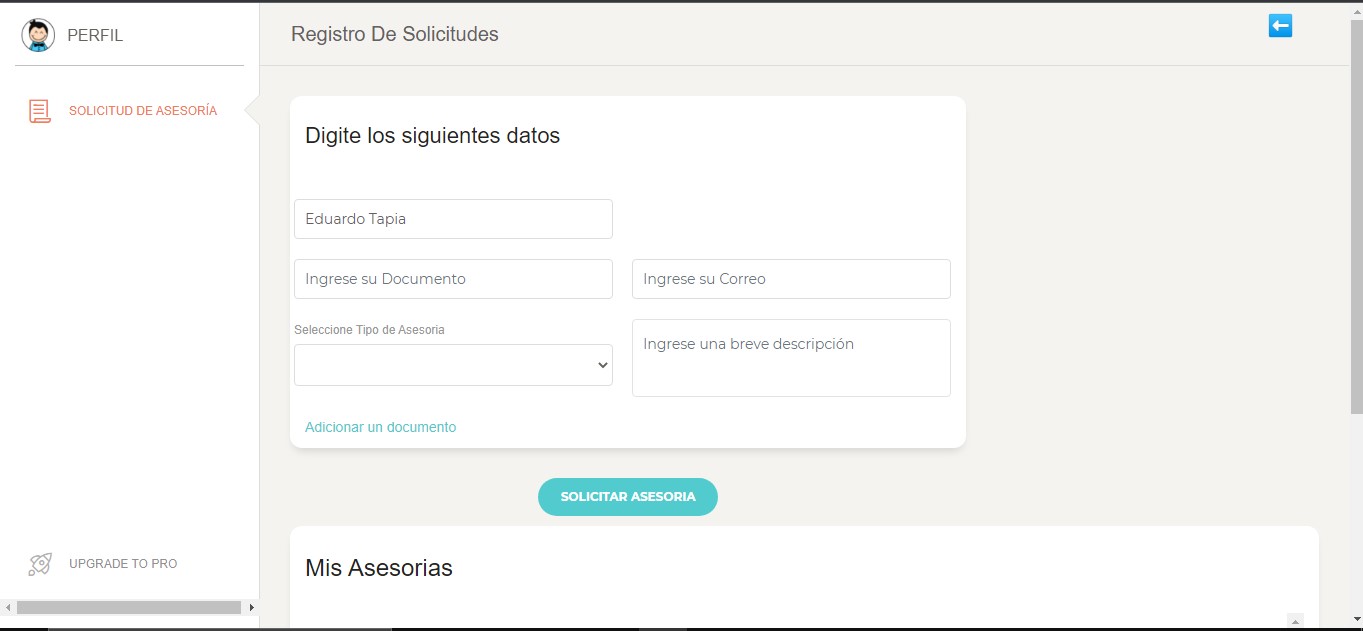 PERFIL
Registro De Solicitudes
SOLICITUD DE ASESORÍA
Digite los siguientes datos
Eduardo Tapia
Ingrese su Documento
Ingrese su Correo
Seleccione Tipo de Asesoria
Ingrese una breve descripción
Adicionar un documento
SOLICITAR ASESORIA
Mis Asesorias
UPGRADE TO PRO